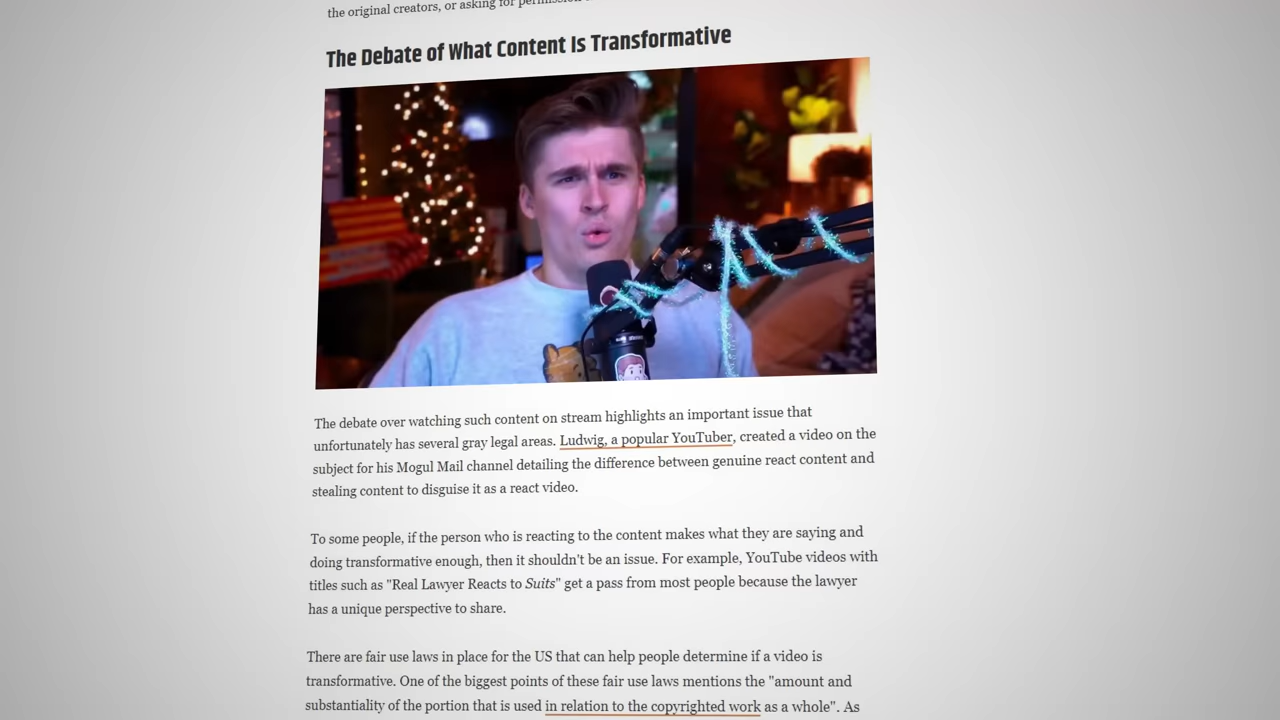 the original creators, or asking for
The Debate of What Content Is Transformative
The debate over watching such content on stream highlights an important issue that
unfortunately has several gray legal areas. Ludwig, a popular YouTuber, created a video on the
subject for his Mogul Mail channel detailing the difference between genuine react content and
stealing content to disguise it as a react video.
To some people, if the person who is reacting to the content makes what they are saying and
doing transformative enough, then it shouldn't be an issue. For example, YouTube videos with
titles such as "Real Lawyer Reacts to Suits" get a pass from most people because the lawyer
has a unique perspective to share.
There are fair use laws in place for the US that can help people determine if a video is
transformative. One of the biggest points of these fair use laws mentions the "amount and
substantiality of the portion that is used in relation to the copyrighted work as a whole". As